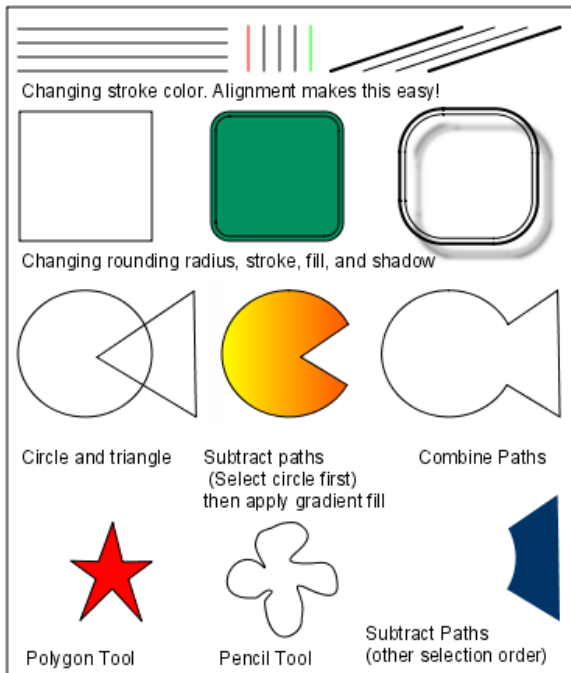 Changing stroke color. Alignment makes this easy!
Changing rounding radius, stroke, fill, and shadow
Circle and triangle
Subtract paths
(Select circle first)
then apply gradient fill
Combine Paths
Polygon Tool
Pencil Tool
Subtract Paths
(other selection order)